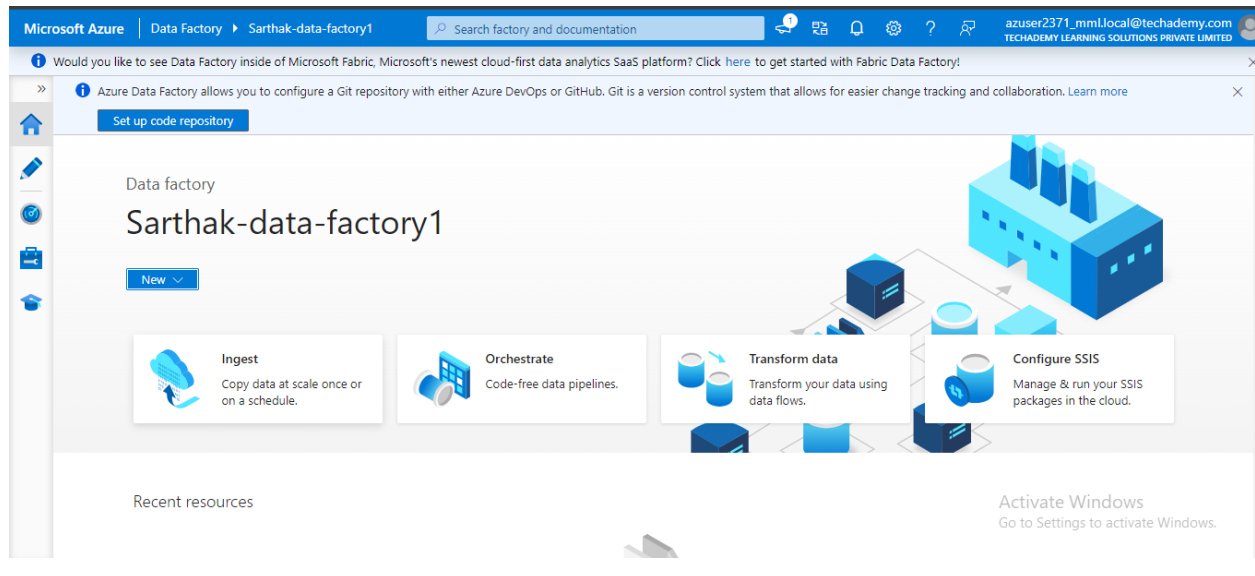 Microsoft Azure | Data Factory ▸ Sarthak-data-factory1
Search factory and documentation
1
azuser2371_mml.local@techademy.com
TECHADEMY LEARNING SOLUTIONS PRIVATE LIMITED
Would you like to see Data Factory inside of Microsoft Fabric, Microsoft's newest cloud-first data analytics SaaS platform? Click here to get started with Fabric Data Factory!
Azure Data Factory allows you to configure a Git repository with either Azure DevOps or GitHub. Git is a version control system that allows for easier change tracking and collaboration. Learn more
Set up code repository
Data factory
Sarthak-data-factory1
New
Ingest
Copy data at scale once or
on a schedule.
Orchestrate
Code-free data pipelines.
Transform data
Transform your data using
data flows.
Configure SSIS
Manage & run your SSIS
packages in the cloud.
Recent resources
Activate Windows
Go to Settings to activate Windows.